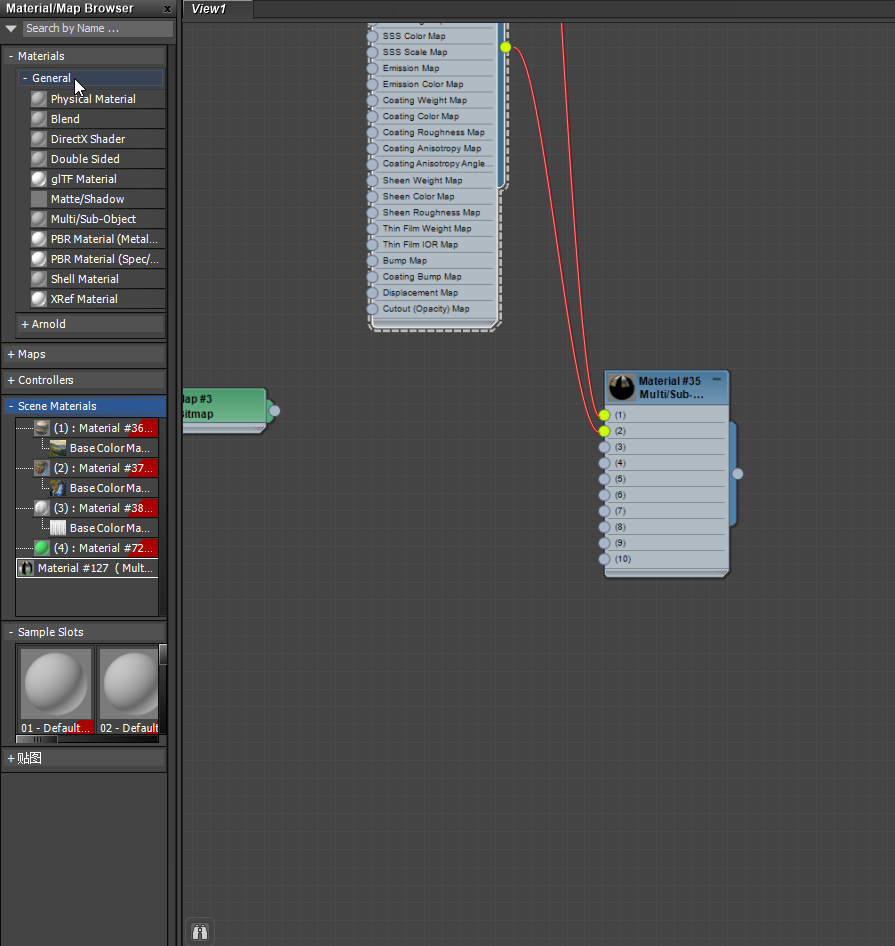 Material/Map Browser x
Search by Name ...
- Materials
- General
Physical Material
Blend
DirectX Shader
Double Sided
glTF Material
Matte/Shadow
Multi/Sub-Object
PBR Material (Metal...
PBR Material (Spec/...
Shell Material
XRef Material
+ Arnold
+ Maps
+ Controllers
- Scene Materials
(1) : Material #36...
Base Color Ma...
(2) : Material #37...
Base Color Ma...
(3) : Material #38...
Base Color Ma...
(4) : Material #72...
Material #127 ( Mult...
- Sample Slots
01 - Default...
02 - Default
+ 贴图
View1
SSS Color Map
SSS Scale Map
Emission Map
Emission Color Map
Coating Weight Map
Coating Color Map
Coating Roughness Map
Coating Anisotropy Map
Coating Anisotropy Angle...
Sheen Weight Map
Sheen Color Map
Sheen Roughness Map
Thin Film Weight Map
Thin Film IOR Map
Bump Map
Coating Bump Map
Displacement Map
Cutout (Opacity) Map
ap #3
itmap
Material #35
Multi/Sub-...
(1)
(2)
(3)
(4)
(5)
(6)
(7)
(8)
(9)
(10)